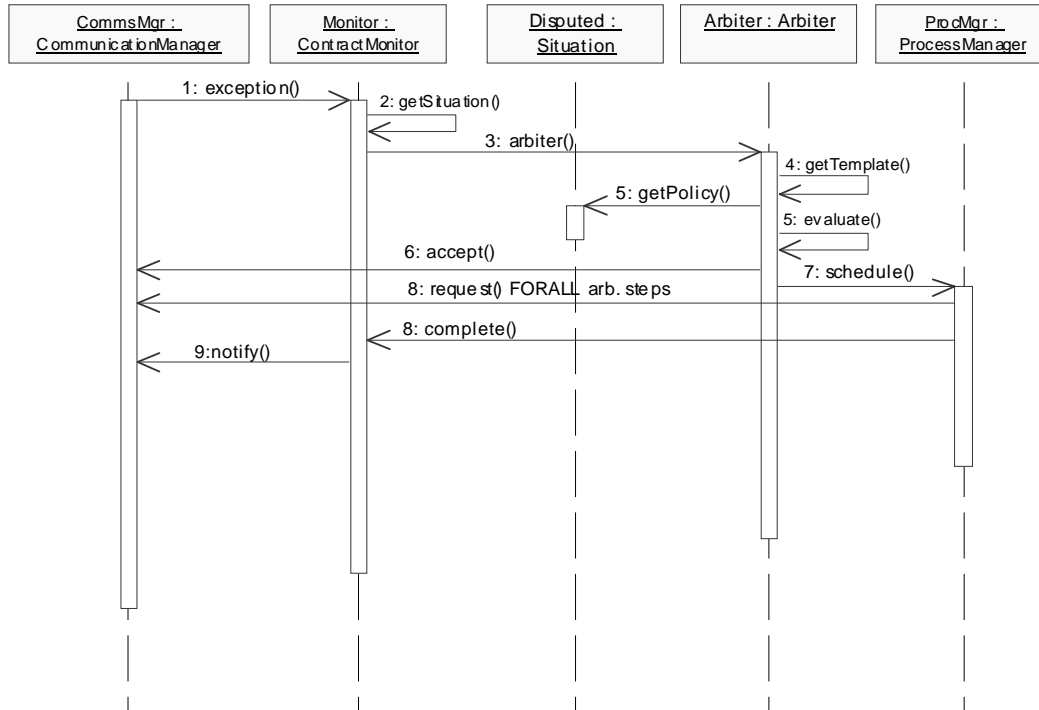 CommsMgr :
CommunicationManager
Monitor :
ContractMonitor
Disputed :
Situation
Arbiter : Arbiter
ProcMgr :
ProcessManager
1: exception()
2: getSituation()
3: arbiter()
4: getTemplate()
5: getPolicy()
5: evaluate()
6: accept()
7: schedule()
8: request() FORALL arb. steps
8: complete()
9:notify()